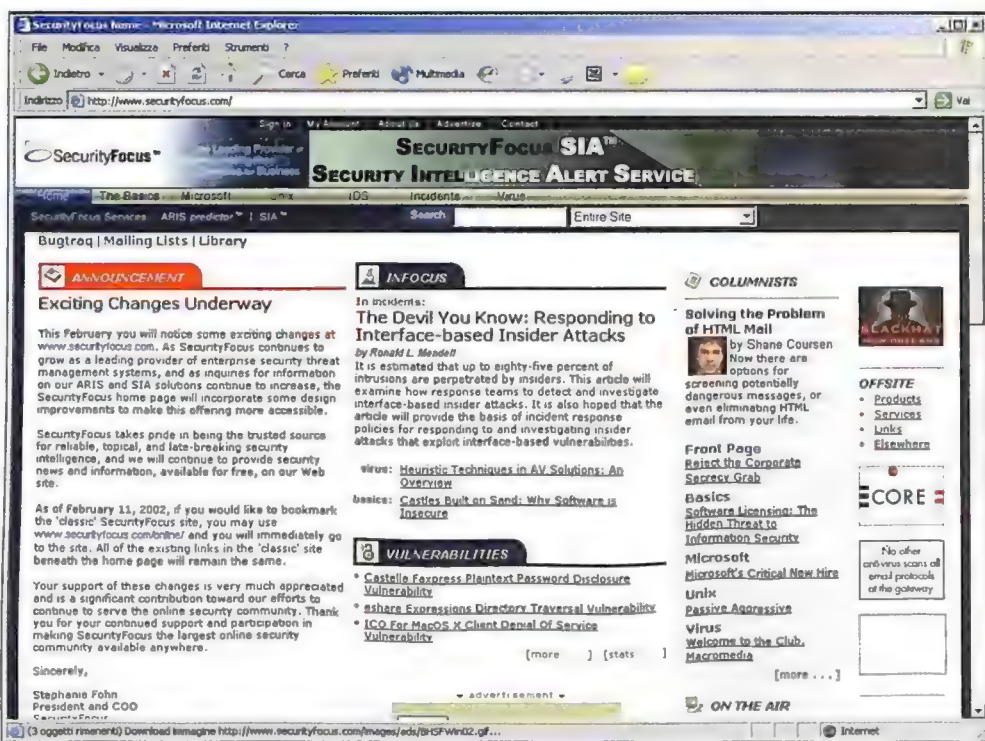 SecurityFocus Home - Microsoft Internet Explorer
File Modifica Visualizza Preferiti Strumenti ?
Indietro Cerca Preferiti Multimedia
Indirizzo http://www.securityfocus.com/ Vai
Sign in My Account About Us Advertise Contact
SecurityFocus™
SECURITYFOCUS SIA™
SECURITY INTELLIGENCE ALERT SERVICE
Home The Basics Microsoft Unix IDS Incidents Virus
SecurityFocus Services ARIS predictor™ | SIA™ Search Entire Site
Bugtraq | Mailing Lists | Library
ANNOUNCEMENT
Exciting Changes Underway
This February you will notice some exciting changes at
www.securityfocus.com. As SecurityFocus continues to
grow as a leading provider of enterprise security threat
management systems, and as inquiries for information
on our ARIS and SIA solutions continue to increase, the
SecurityFocus home page will incorporate some design
improvements to make this offering more accessible.
SecurityFocus takes pride in being the trusted source
for reliable, topical, and late-breaking security
intelligence, and we will continue to provide security
news and information, available for free, on our Web
site.
As of February 11, 2002, if you would like to bookmark
the 'classic' SecurityFocus site, you may use
www.securityfocus.com/online/ and you will immediately go
to the site. All of the existing links in the 'classic' site
beneath the home page will remain the same.
Your support of these changes is very much appreciated
and is a significant contribution toward our efforts to
continue to serve the online security community. Thank
you for your continued support and participation in
making SecurityFocus the largest online security
community available anywhere.
Sincerely,
Stephanie Fohn
President and COO
SecurityFocus
INFOCUS
In incidents:
The Devil You Know: Responding to
Interface-based Insider Attacks
by Ronald L. Mendell
It is estimated that up to eighty-five percent of
intrusions are perpetrated by insiders. This article will
examine how response teams to detect and investigate
interface-based insider attacks. It is also hoped that the
article will provide the basis of incident response
policies for responding to and investigating insider
attacks that exploit interface-based vulnerabilities.
virus: Heuristic Techniques in AV Solutions: An
Overview
basics: Castles Built on Sand: Why Software is
Insecure
VULNERABILITIES
• Castelle Faxpress Plaintext Password Disclosure
Vulnerability
• eshare Expressions Directory Traversal Vulnerability
• ICQ For MacOS X Client Denial Of Service
Vulnerability
[more ] [stats ]
advertisement
COLUMNISTS
Solving the Problem
of HTML Mail
by Shane Coursen
Now there are
options for
screening potentially
dangerous messages, or
even eliminating HTML
email from your life.
Front Page
Reject the Corporate
Secrecy Grab
Basics
Software Licensing: The
Hidden Threat to
Information Security
Microsoft
Microsoft's Critical New Hire
Unix
Passive Aggressive
Virus
Welcome to the Club,
Macromedia
[more . . . ]
ON THE AIR
BLACKHAT
NEW ORLEANS
OFFSITE
• Products
• Services
• Links
• Elsewhere
CORE
No other
anti-virus scans all
email protocols
at the gateway
(3 oggetti rimanenti) Download immagine http://www.securityfocus.com/images/ads/BHSFWin02.gif... Internet